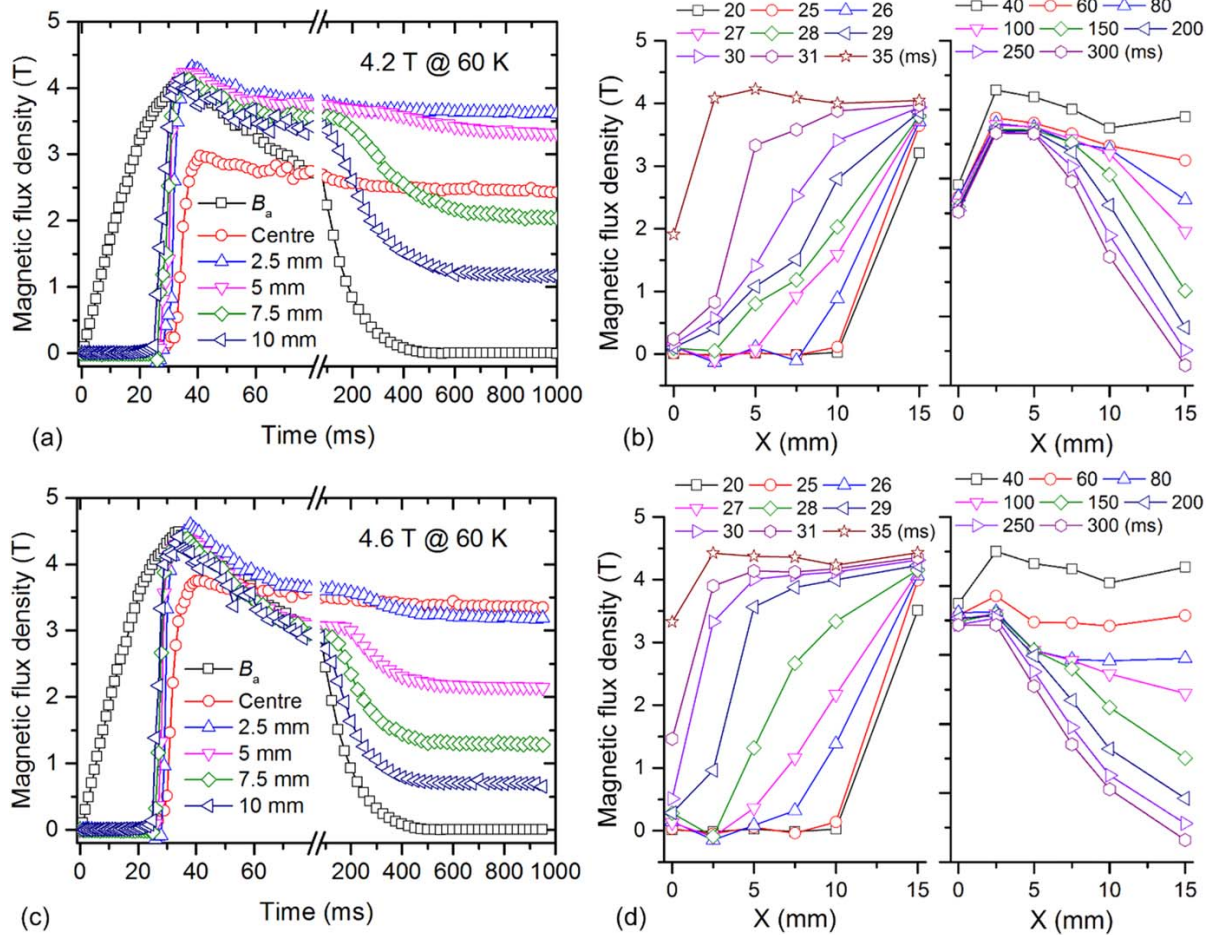 20 25 26
27 28 29
30 31 35 (ms)
40 60 80
100 150 200
250 300 (ms)
Magnetic flux density (T)
5
4
3
2
1
0
4.2 T @ 60 K
Ba
Centre
2.5 mm
5 mm
7.5 mm
10 mm
0 20 40 60 200 400 600 800 1000
Time (ms)
(a)
Magnetic flux density (T)
5
4
3
2
1
0
0 5 10 15
X (mm)
0 5 10 15
X (mm)
(b)
Magnetic flux density (T)
5
4
3
2
1
0
4.6 T @ 60 K
Ba
Centre
2.5 mm
5 mm
7.5 mm
10 mm
0 20 40 60 200 400 600 800 1000
Time (ms)
(c)
20 25 26
27 28 29
30 31 35 (ms)
40 60 80
100 150 200
250 300 (ms)
Magnetic flux density (T)
5
4
3
2
1
0
0 5 10 15
X (mm)
0 5 10 15
X (mm)
(d)